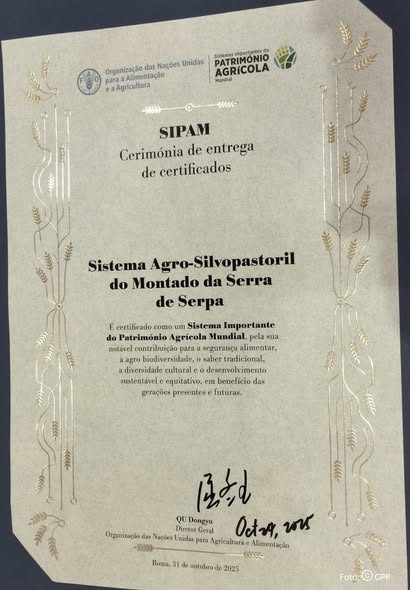 FAO
Organização das Nações Unidas
para a Alimentação
e a Agricultura
Sistemas Importantes do
PATRIMÓNIO
AGRÍCOLA
Mundial
SIPAM
Cerimónia de entrega
de certificados
Sistema Agro-Silvopastoril
do Montado da Serra
de Serpa
É certificado como um Sistema Importante
do Património Agrícola Mundial, pela sua
notável contribuição para a segurança alimentar,
a agro biodiversidade, o saber tradicional,
a diversidade cultural e o desenvolvimento
sustentável e equitativo, em benefício das
gerações presentes e futuras.
QU Dongyu
Diretor Geral
Oct 29, 2025
Organização das Nações Unidas para a Agricultura e Alimentação
Roma, 31 de outubro de 2025
Foto: © GPP